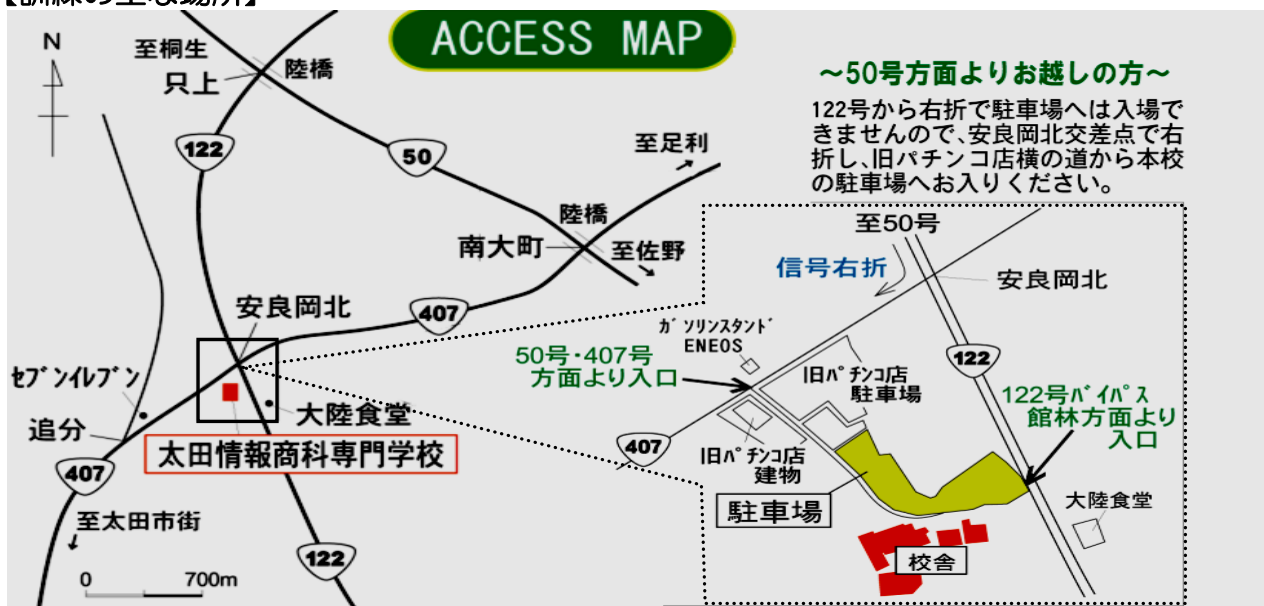 【訓練の主な場所】
ACCESS MAP
N
至桐生
只上
陸橋
122
50
至足利
陸橋
南大町
至佐野
安良岡北
407
セブンイレブン
追分
大陸食堂
太田情報商科専門学校
407
至太田市街
122
0 700m
～50号方面よりお越しの方～
122号から右折で駐車場へは入場で
きませんので、安良岡北交差点で右
折し、旧パチンコ店横の道から本校
の駐車場へお入りください。
至50号
信号右折
安良岡北
ガソリンスタンド
ENEOS
50号・407号
方面より入口
旧パチンコ店
駐車場
122
122号バイパス
館林方面より
入口
407
旧パチンコ店
建物
駐車場
大陸食堂
校舎